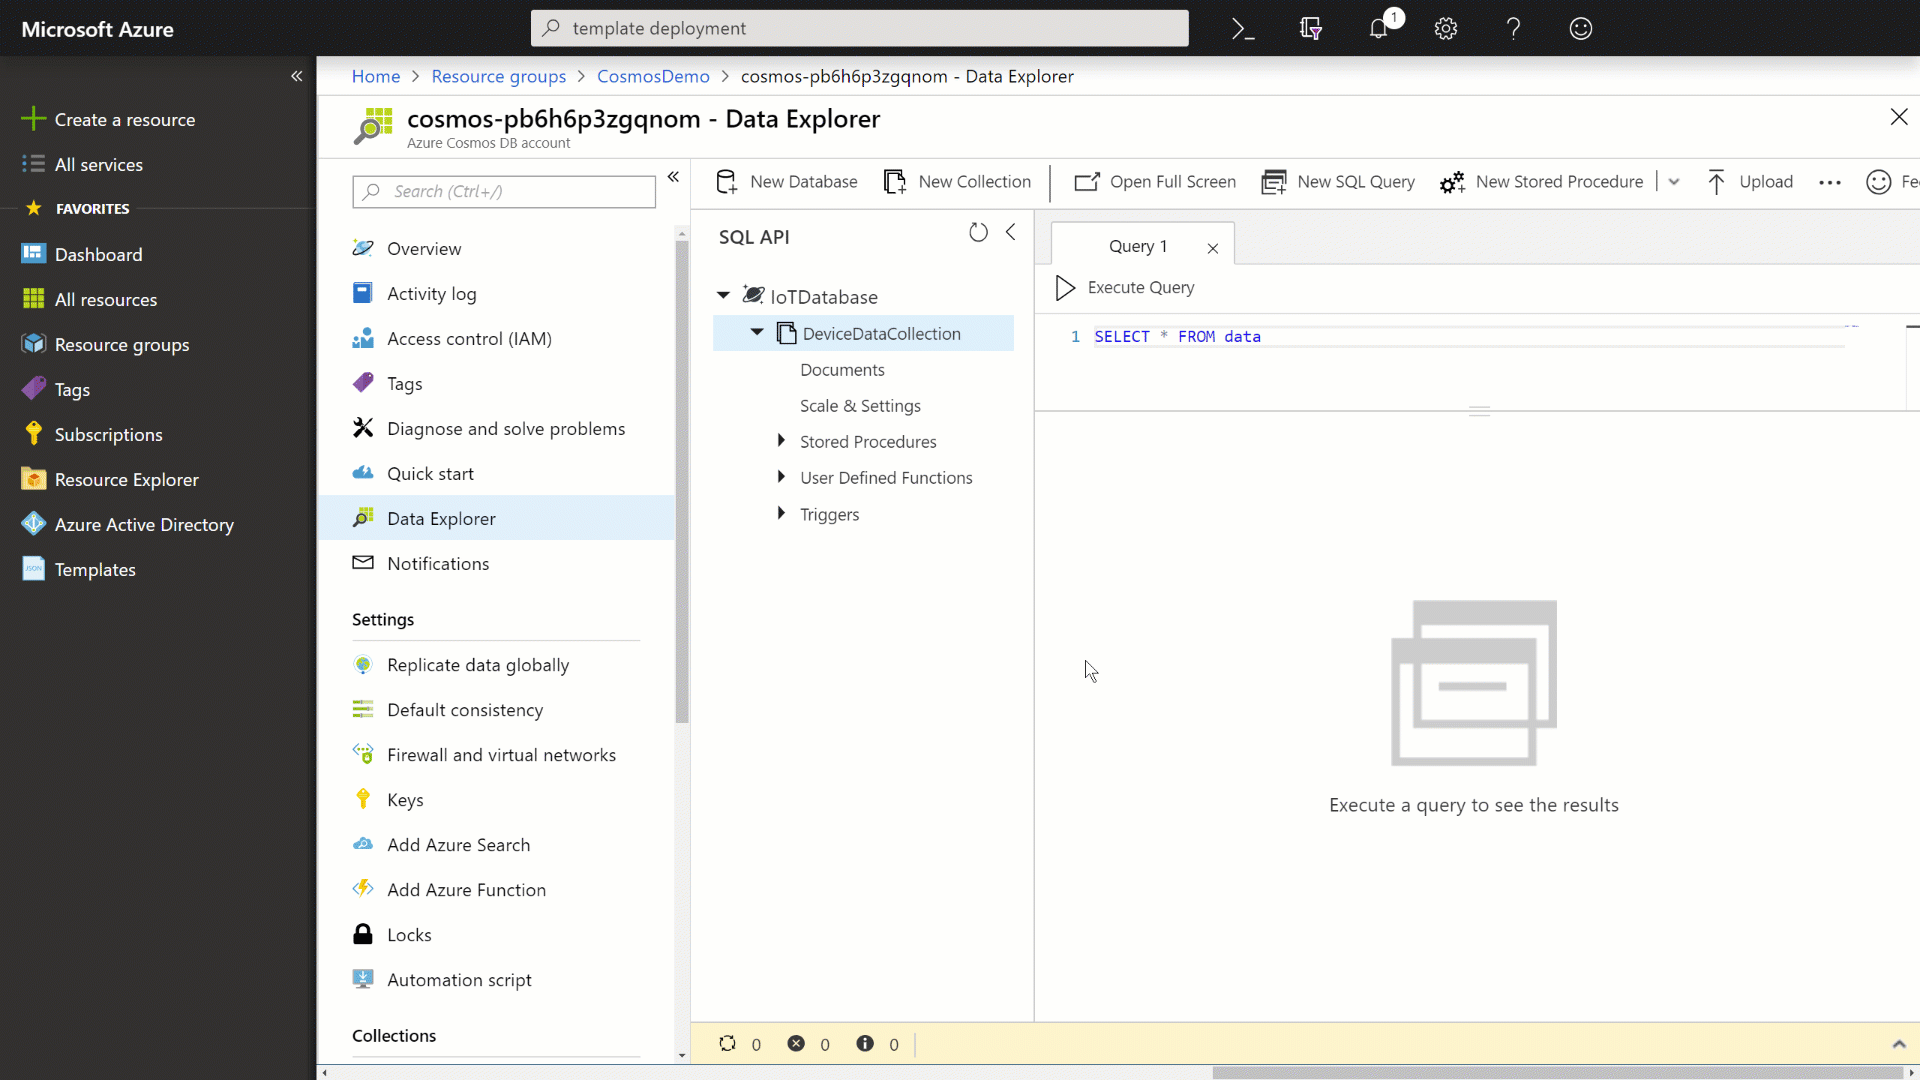 Microsoft Azure
template deployment
1
Create a resource
All services
FAVORITES
Dashboard
All resources
Resource groups
Tags
Subscriptions
Resource Explorer
Azure Active Directory
JSON
Templates
Home > Resource groups > CosmosDemo > cosmos-pb6h6p3zgqnom - Data Explorer
cosmos-pb6h6p3zgqnom - Data Explorer
Azure Cosmos DB account
Search (Ctrl+/)
Overview
Activity log
Access control (IAM)
Tags
Diagnose and solve problems
Quick start
Data Explorer
Notifications
Settings
Replicate data globally
Default consistency
Firewall and virtual networks
Keys
Add Azure Search
Add Azure Function
Locks
Automation script
Collections
New Database
New Collection
Open Full Screen
New SQL Query
New Stored Procedure
Upload
Fe
SQL API
IoTDatabase
DeviceDataCollection
Documents
Scale & Settings
Stored Procedures
User Defined Functions
Triggers
Query 1
Execute Query
1 SELECT * FROM data
Execute a query to see the results
0 0 0